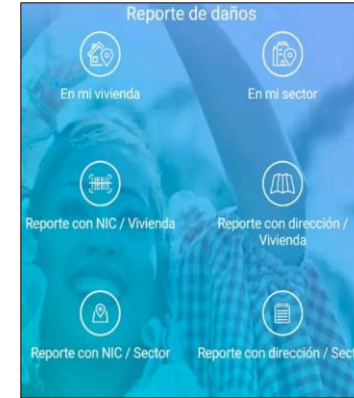 Reporte de daños
En mi vivienda
En mi sector
Reporte con NIC / Vivienda
Reporte con dirección /
Vivienda
Reporte con NIC / Sector
Reporte con dirección / Sect